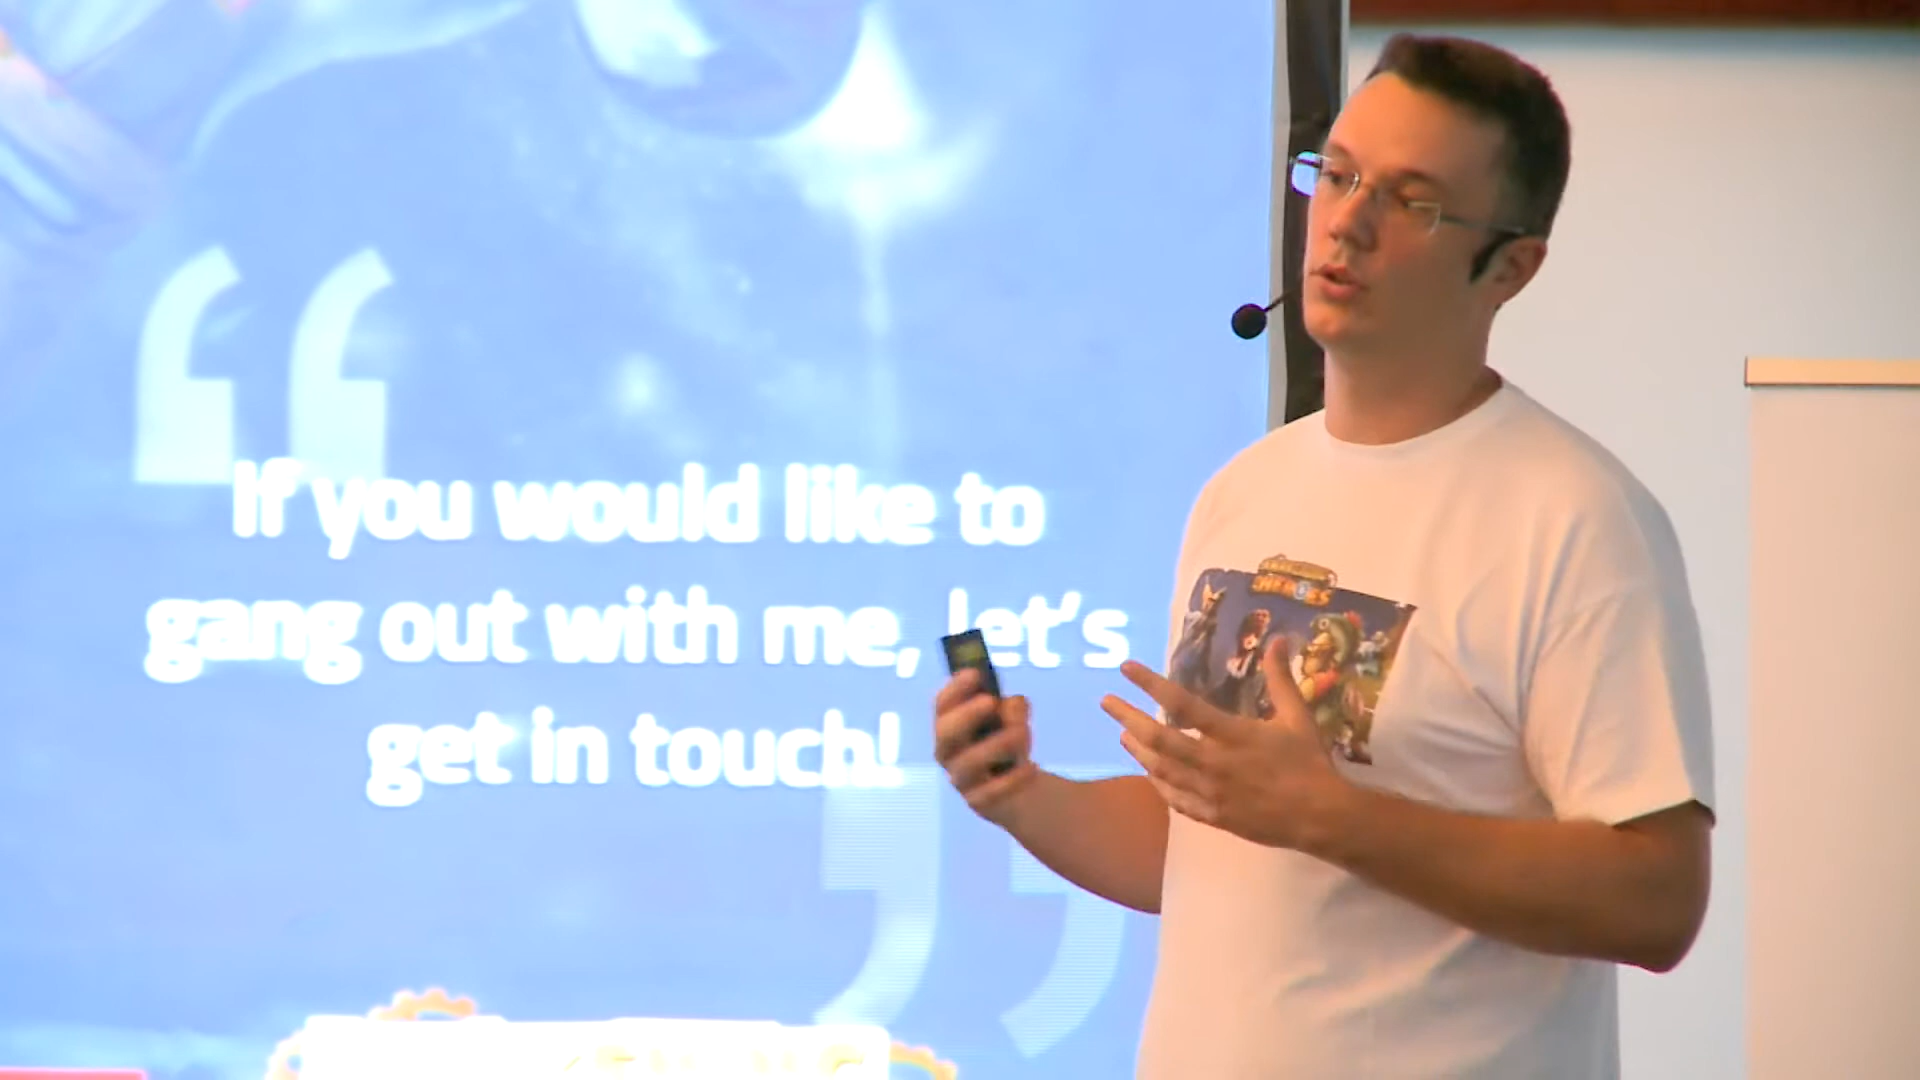 “If you would like to
gang out with me, let’s
get in touch!”